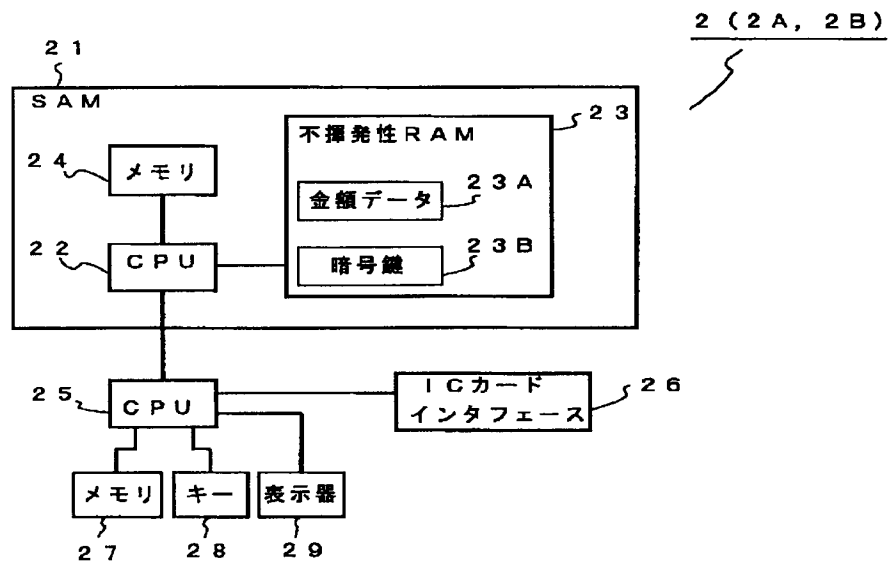 2 (2A, 2B)
21
SAM
23
不揮発性RAM
24
メモリ
23A
金額データ
22
CPU
23B
暗号鍵
25
CPU
ICカード
インタフェース
26
メモリ
キー
表示器
27
28
29